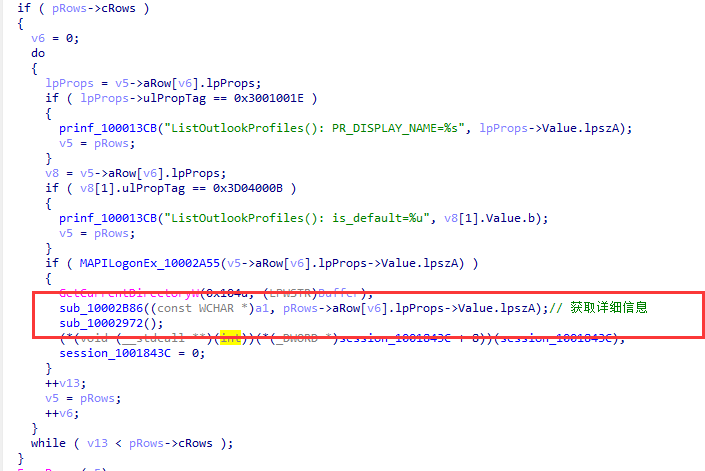 if ( pRows->cRows )
{
v6 = 0;
do
{
lpProps = v5->aRow[v6].lpProps;
if ( lpProps->ulPropTag == 0x3001001E )
{
prinf_100013CB("ListOutlookProfiles(): PR_DISPLAY_NAME=%s", lpProps->Value.lpszA);
v5 = pRows;
}
v8 = v5->aRow[v6].lpProps;
if ( v8[1].ulPropTag == 0x3D04000B )
{
prinf_100013CB("ListOutlookProfiles(): is_default=%u", v8[1].Value.b);
v5 = pRows;
}
if ( MAPILogonEx_10002A55(v5->aRow[v6].lpProps->Value.lpszA) )
{
GetCurrentDirectoryW(0x104u, (LPWSTR)Buffer);
sub_10002B86((const WCHAR *)a1, pRows->aRow[v6].lpProps->Value.lpszA);// 获取详细信息
sub_10002972();
(*(void (__stdcall **)(int))(*(_DWORD *)session_1001843C + 8))(session_1001843C);
session_1001843C = 0;
}
++v13;
v5 = pRows;
++v6;
}
while ( v13 < pRows->cRows );
}